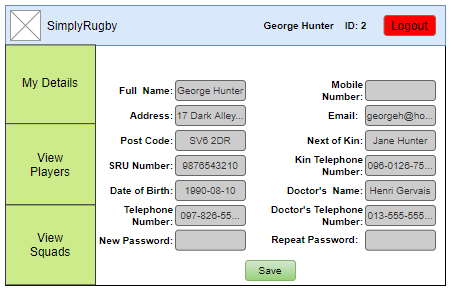 SimplyRugby George Hunter ID: 2 Logout
My Details
View
Players
View
Squads
Full Name: George Hunter
Address: 17 Dark Alley...
Post Code: SV6 2DR
SRU Number: 9876543210
Date of Birth: 1990-08-10
Telephone
Number: 097-826-55...
New Password:
Mobile
Number:
Email: georgeh@ho...
Next of Kin: Jane Hunter
Kin Telephone
Number: 096-0126-75...
Doctor's Name: Henri Gervais
Doctor's Telephone
Number: 013-555-555...
Repeat Password:
Save